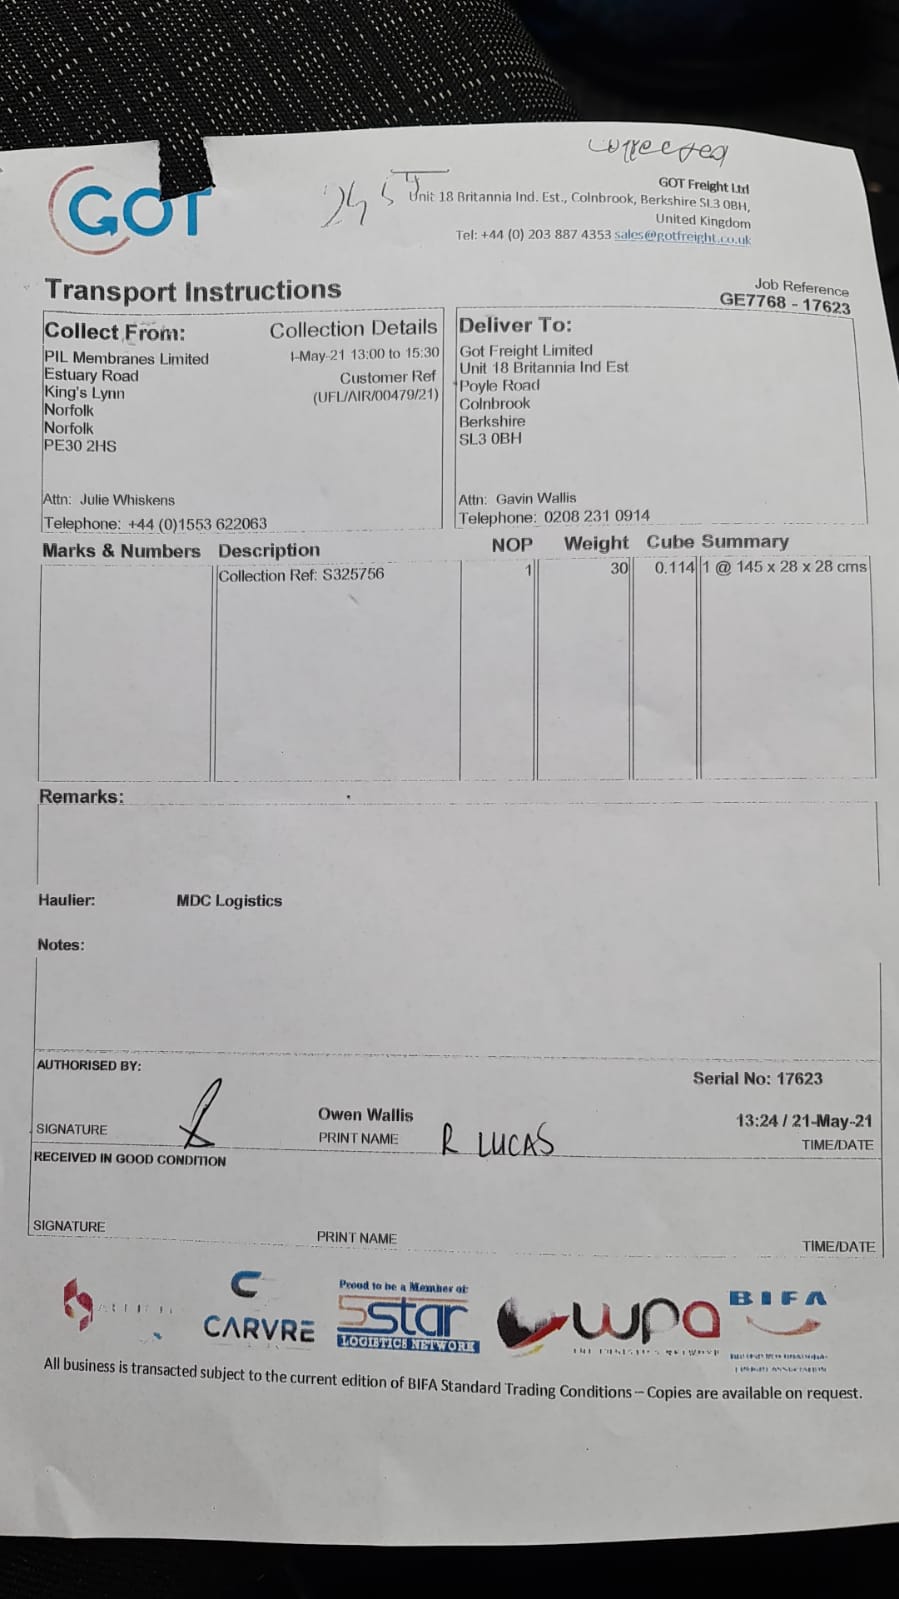 collected
GOT
24 5
GOT Freight Ltd
Unit 18 Britannia Ind. Est., Colnbrook, Berkshire SL3 0BH,
United Kingdom
Tel: +44 (0) 203 887 4353 sales@gotfreight.co.uk
Transport Instructions
Job Reference
GE7768 - 17623
Collect From: Collection Details
PIL Membranes Limited -May-21 13:00 to 15:30
Estuary Road Customer Ref
King's Lynn (UFL/AIR/00479/21)
Norfolk
Norfolk
PE30 2HS
Attn: Julie Whiskens
Telephone: +44 (0)1553 622063
Deliver To:
Got Freight Limited
Unit 18 Britannia Ind Est
Poyle Road
Colnbrook
Berkshire
SL3 0BH
Attn: Gavin Wallis
Telephone: 0208 231 0914
Marks & Numbers Description NOP Weight Cube Summary
Collection Ref: S325756 1 30 0.114 1 @ 145 x 28 x 28 cms
Remarks:
Haulier: MDC Logistics
Notes:
AUTHORISED BY:
Serial No: 17623
Owen Wallis 13:24 / 21-May-21
SIGNATURE PRINT NAME R LUCAS TIME/DATE
RECEIVED IN GOOD CONDITION
SIGNATURE PRINT NAME TIME/DATE
CARVRE
Proud to be a Member of:
5star
LOGISTICS NETWORK
wpa
BIFA
All business is transacted subject to the current edition of BIFA Standard Trading Conditions – Copies are available on request.